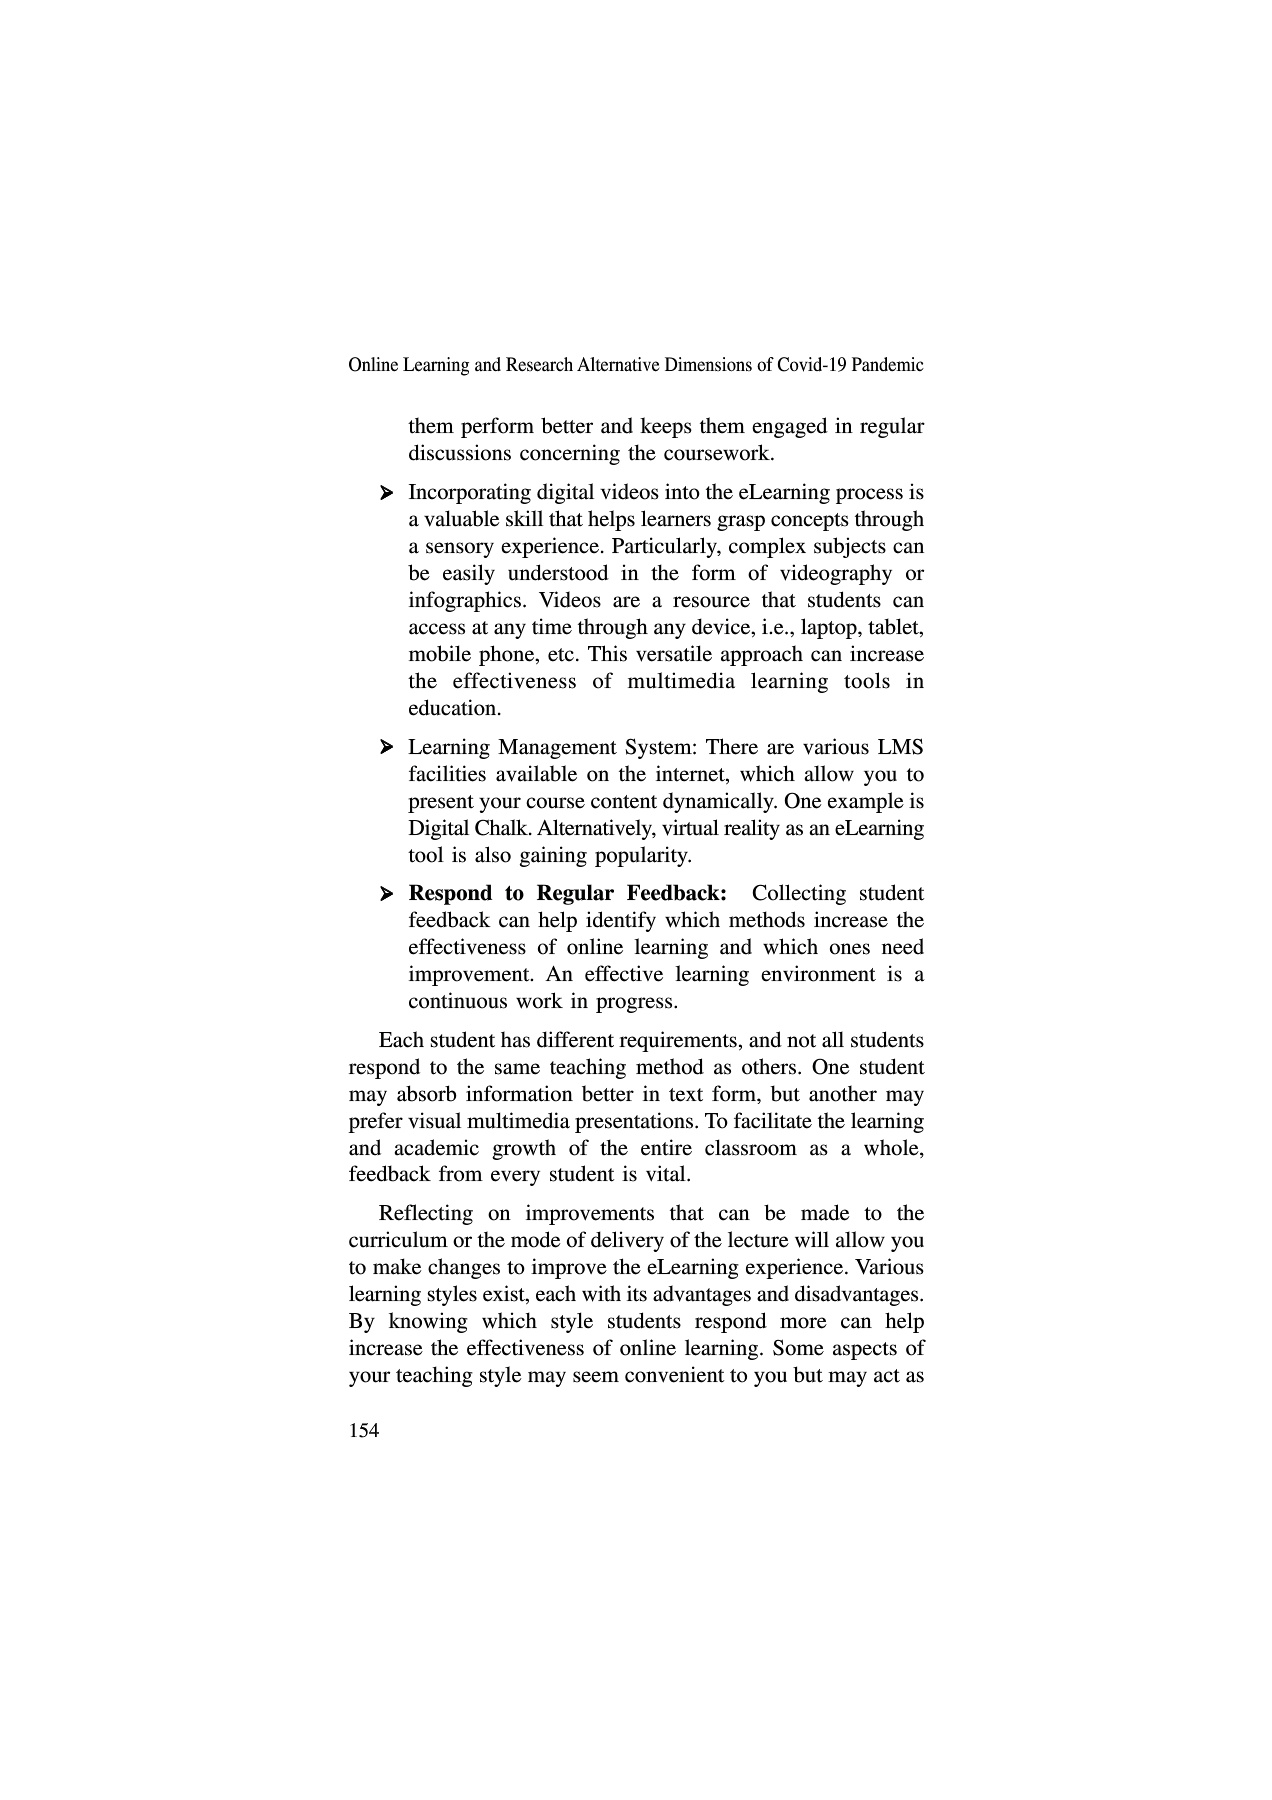 Online Learning and Research Alternative Dimensions of Covid-19 Pandemic
them perform better and keeps them engaged in regular
discussions concerning the coursework.
➢ Incorporating digital videos into the eLearning process is
a valuable skill that helps learners grasp concepts through
a sensory experience. Particularly, complex subjects can
be easily understood in the form of videography or
infographics. Videos are a resource that students can
access at any time through any device, i.e., laptop, tablet,
mobile phone, etc. This versatile approach can increase
the effectiveness of multimedia learning tools in
education.
➢ Learning Management System: There are various LMS
facilities available on the internet, which allow you to
present your course content dynamically. One example is
Digital Chalk. Alternatively, virtual reality as an eLearning
tool is also gaining popularity.
➢ Respond to Regular Feedback: Collecting student
feedback can help identify which methods increase the
effectiveness of online learning and which ones need
improvement. An effective learning environment is a
continuous work in progress.
Each student has different requirements, and not all students
respond to the same teaching method as others. One student
may absorb information better in text form, but another may
prefer visual multimedia presentations. To facilitate the learning
and academic growth of the entire classroom as a whole,
feedback from every student is vital.
Reflecting on improvements that can be made to the
curriculum or the mode of delivery of the lecture will allow you
to make changes to improve the eLearning experience. Various
learning styles exist, each with its advantages and disadvantages.
By knowing which style students respond more can help
increase the effectiveness of online learning. Some aspects of
your teaching style may seem convenient to you but may act as
154